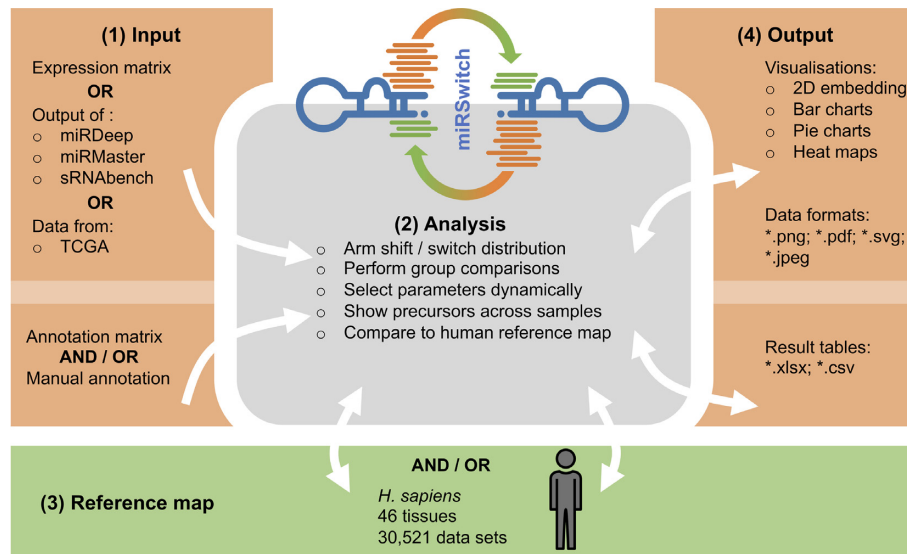 (1) Input
Expression matrix
OR
Output of :
o miRDeep
o miRMaster
o sRNAbench
OR
Data from:
o TCGA
Annotation matrix
AND / OR
Manual annotation
miRSwitch
(2) Analysis
o Arm shift / switch distribution
o Perform group comparisons
o Select parameters dynamically
o Show precursors across samples
o Compare to human reference map
(4) Output
Visualisations:
o 2D embedding
o Bar charts
o Pie charts
o Heat maps
Data formats:
*.png; *.pdf; *.svg;
*.jpeg
Result tables:
*.xlsx; *.csv
(3) Reference map
AND / OR
H. sapiens
46 tissues
30,521 data sets